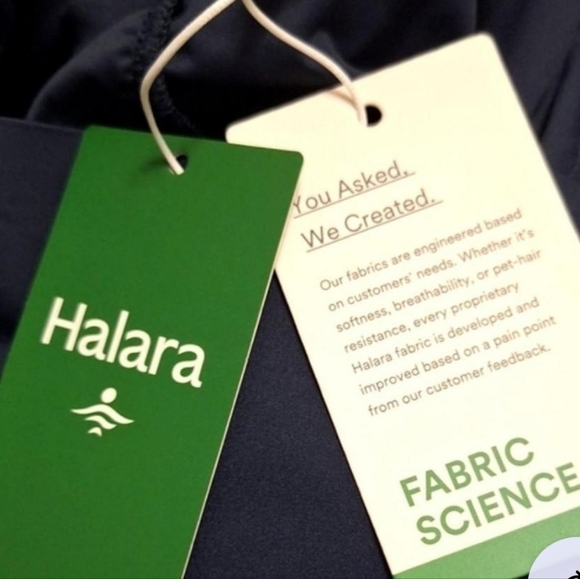 Halara
You Asked.
We Created.
Our fabrics are engineered based
on customers' needs. Whether it's
softness, breathability, or pet-hair
resistance, every proprietary
Halara fabric is developed and
improved based on a pain point
from our customer feedback.
FABRIC
SCIENCE